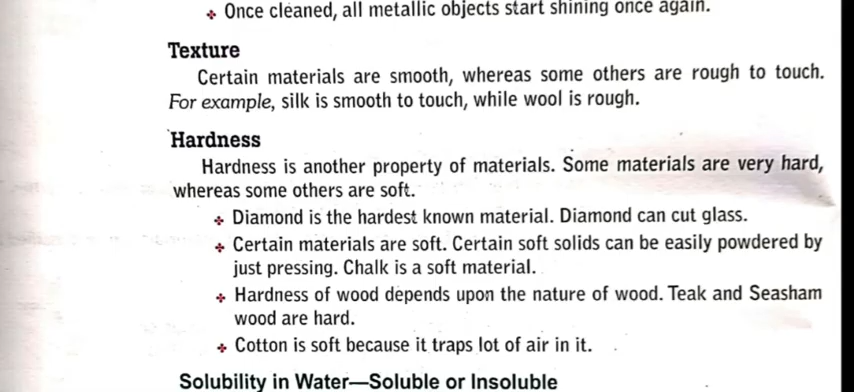 ❖ Once cleaned, all metallic objects start shining once again.
Texture
Certain materials are smooth, whereas some others are rough to touch.
For example, silk is smooth to touch, while wool is rough.
Hardness
Hardness is another property of materials. Some materials are very hard,
whereas some others are soft.
❖ Diamond is the hardest known material. Diamond can cut glass.
❖ Certain materials are soft. Certain soft solids can be easily powdered by
just pressing. Chalk is a soft material.
❖ Hardness of wood depends upon the nature of wood. Teak and Seasham
wood are hard.
❖ Cotton is soft because it traps lot of air in it.
Solubility in Water—Soluble or Insoluble